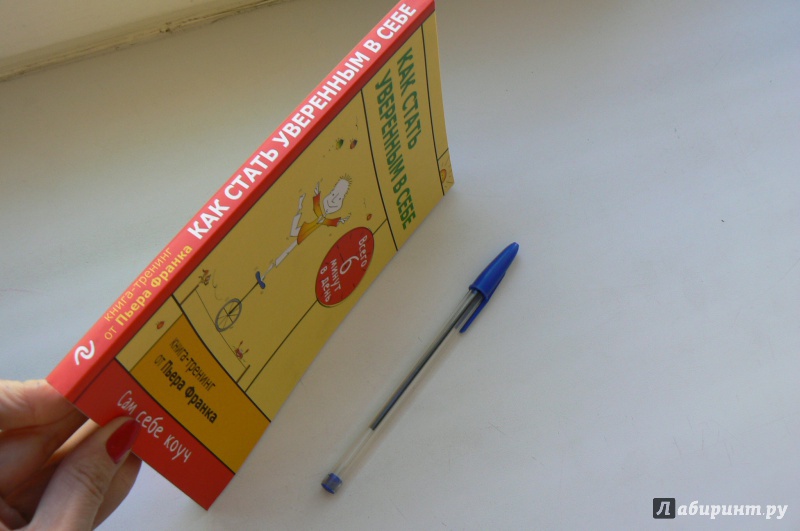 книга-тренинг
от Пьера Франка
КАК СТАТЬ УВЕРЕННЫМ В СЕБЕ
КАК СТАТЬ
УВЕРЕННЫМ В СЕБЕ
Всего
6
минут
в день
книга-тренинг
от Пьера Франка
Сам себе коуч
Лабиринт.ру